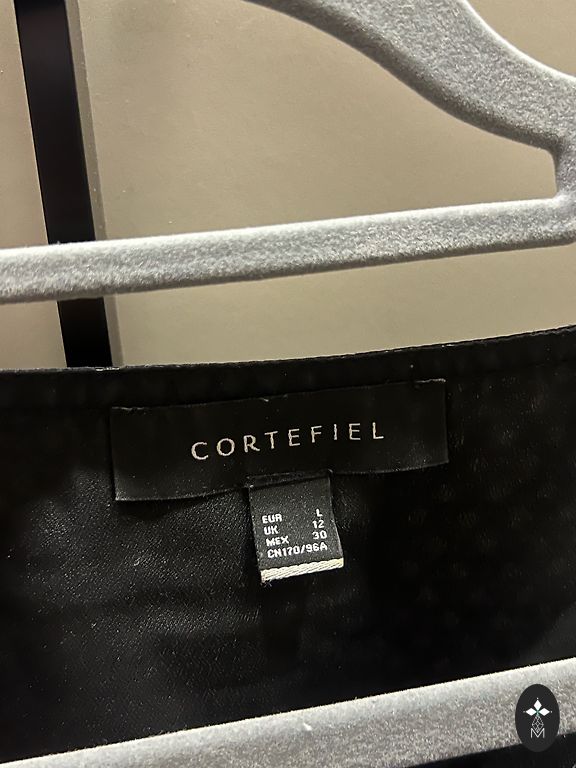 CORTEFIEL
EUR L
UK 12
MEX 30
CN170/96A
M